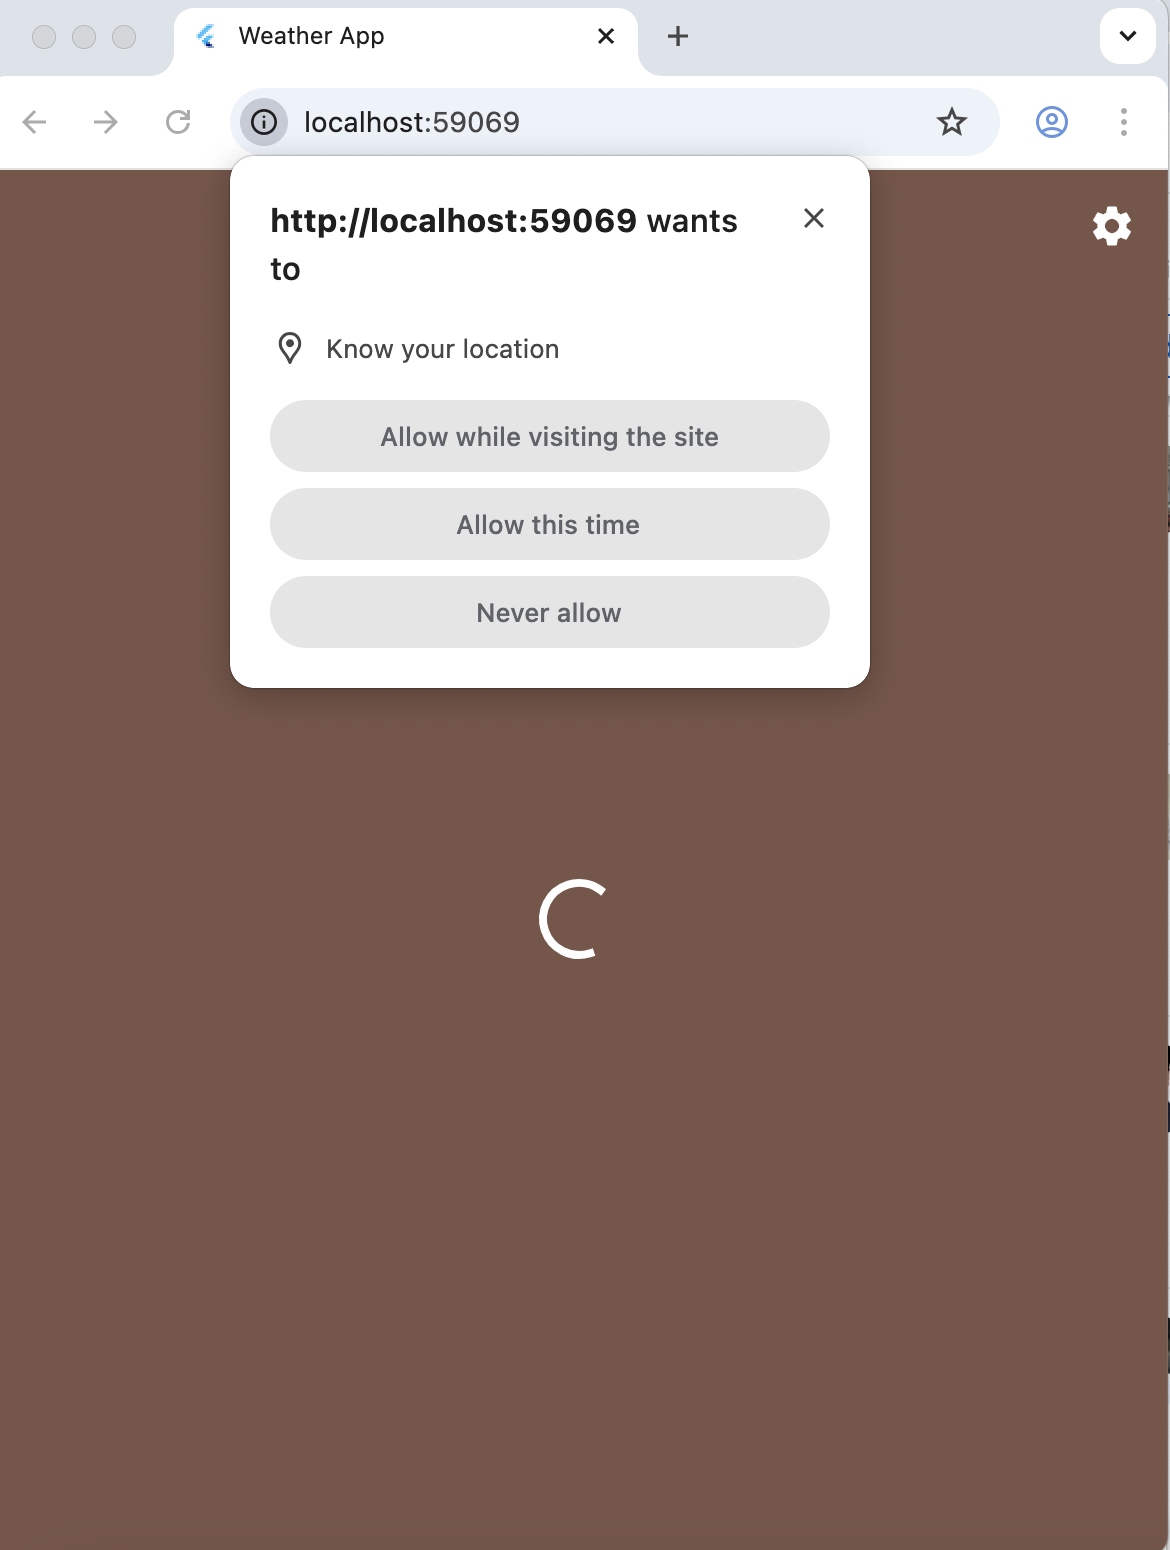 Weather App
localhost:59069
http://localhost:59069 wants
to
Know your location
Allow while visiting the site
Allow this time
Never allow